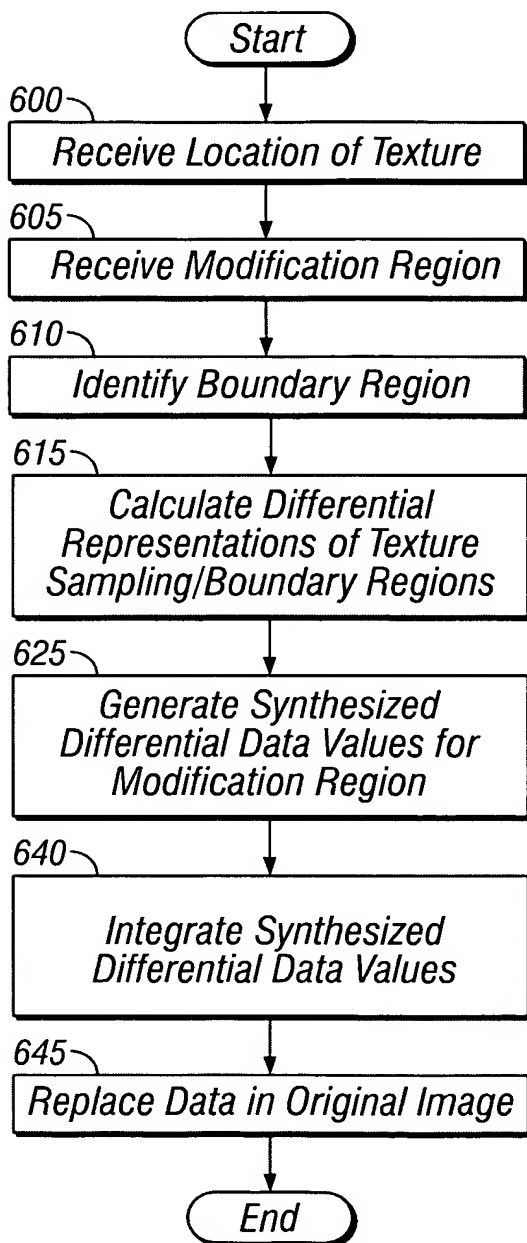 Start
600
Receive Location of Texture
605
Receive Modification Region
610
Identify Boundary Region
615
Calculate Differential
Representations of Texture
Sampling/Boundary Regions
625
Generate Synthesized
Differential Data Values for
Modification Region
640
Integrate Synthesized
Differential Data Values
645
Replace Data in Original Image
End